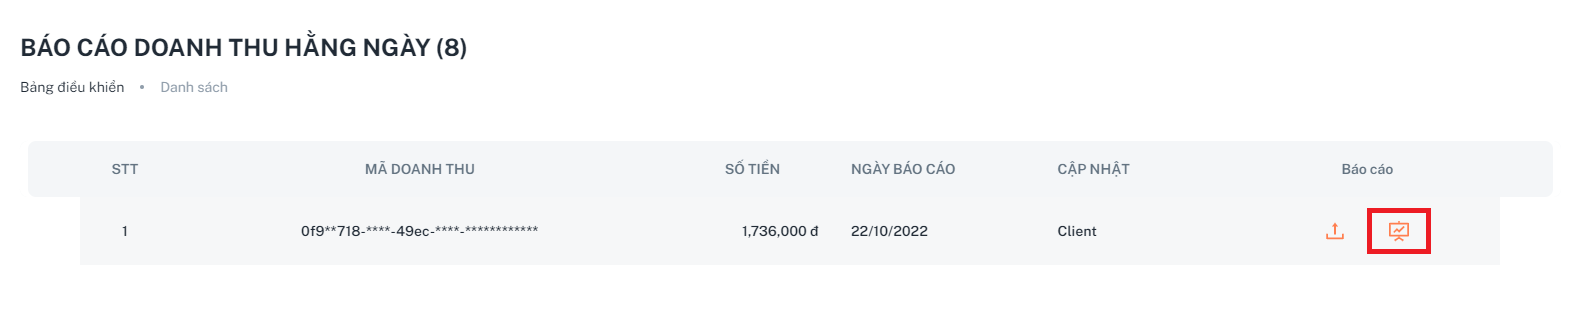 BÁO CÁO DOANH THU HẰNG NGÀY (8)
Bảng điều khiển • Danh sách
STT MÃ DOANH THU SỐ TIỀN NGÀY BÁO CÁO CẬP NHẬT Báo cáo
1 0f9**718-****-49ec-****-************ 1,736,000 đ 22/10/2022 Client